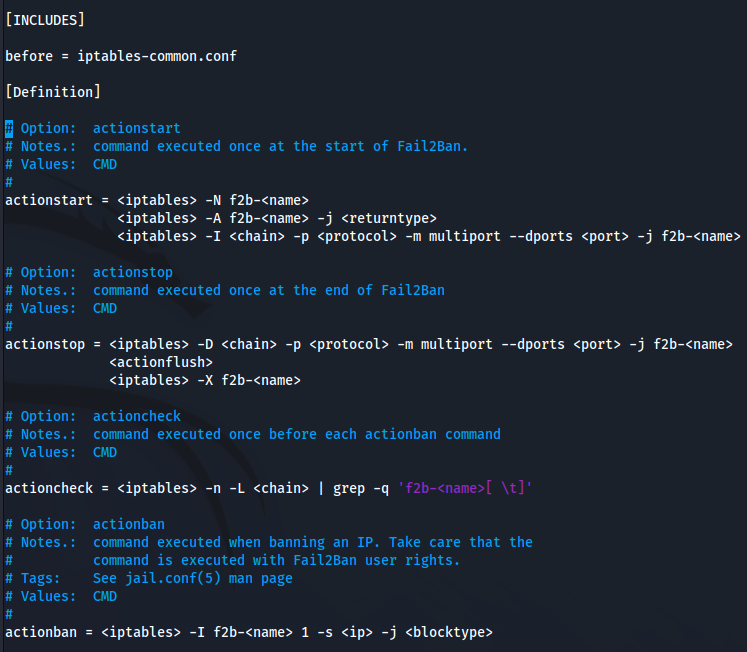 [INCLUDES]
before = iptables-common.conf
[Definition]
# Option:  actionstart
# Notes.:  command executed once at the start of Fail2Ban.
# Values:  CMD
#
actionstart = <iptables> -N f2b-<name>
              <iptables> -A f2b-<name> -j <returntype>
              <iptables> -I <chain> -p <protocol> -m multiport --dports <port> -j f2b-<name>
# Option:  actionstop
# Notes.:  command executed once at the end of Fail2Ban
# Values:  CMD
#
actionstop = <iptables> -D <chain> -p <protocol> -m multiport --dports <port> -j f2b-<name>
             <actionflush>
             <iptables> -X f2b-<name>
# Option:  actioncheck
# Notes.:  command executed once before each actionban command
# Values:  CMD
#
actioncheck = <iptables> -n -L <chain> | grep -q 'f2b-<name>[ \t]'
# Option:  actionban
# Notes.:  command executed when banning an IP. Take care that the
#          command is executed with Fail2Ban user rights.
# Tags:    See jail.conf(5) man page
# Values:  CMD
#
actionban = <iptables> -I f2b-<name> 1 -s <ip> -j <blocktype>